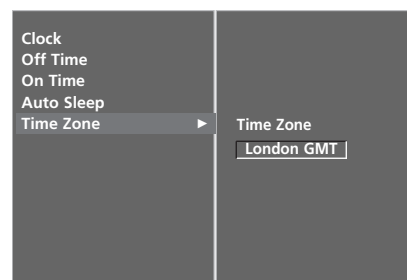 Clock
Off Time
On Time
Auto Sleep
Time Zone ►
Time Zone
London GMT